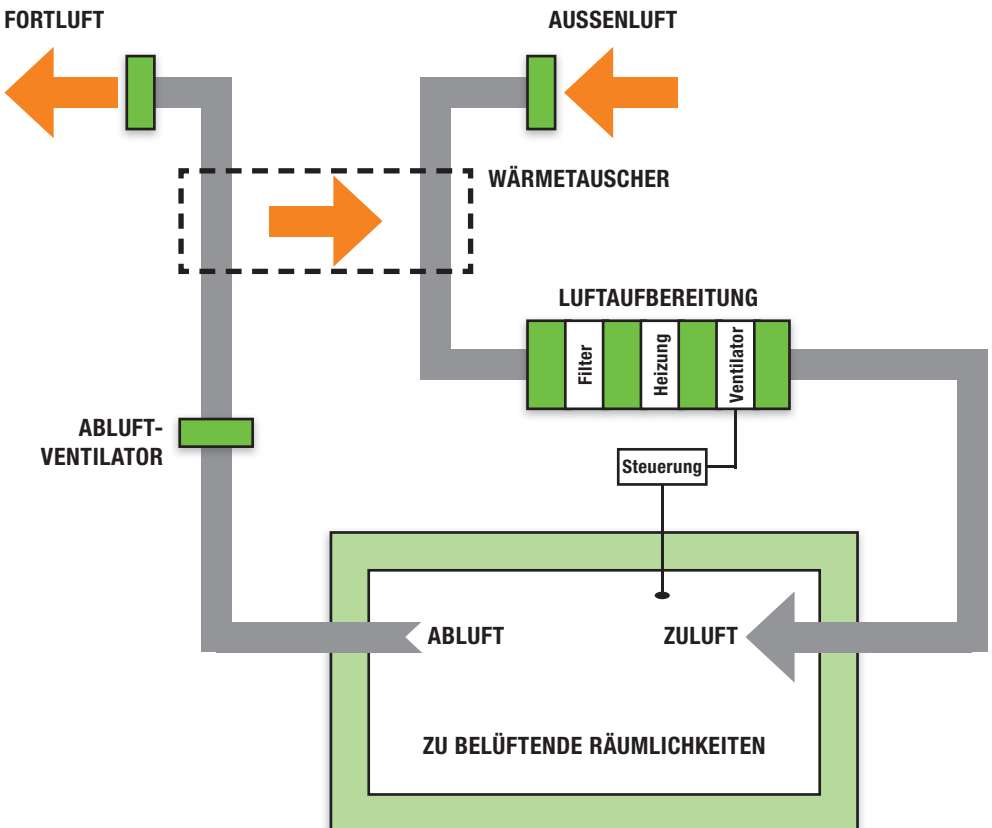 FORTLUFT
AUSSENLUFT
WÄRMETAUSCHER
LUFTAUFBEREITUNG
Filter
Heizung
Ventilator
ABLUFT-
VENTILATOR
Steuerung
ABLUFT
ZULUFT
ZU BELÜFTENDE RÄUMLICHKEITEN